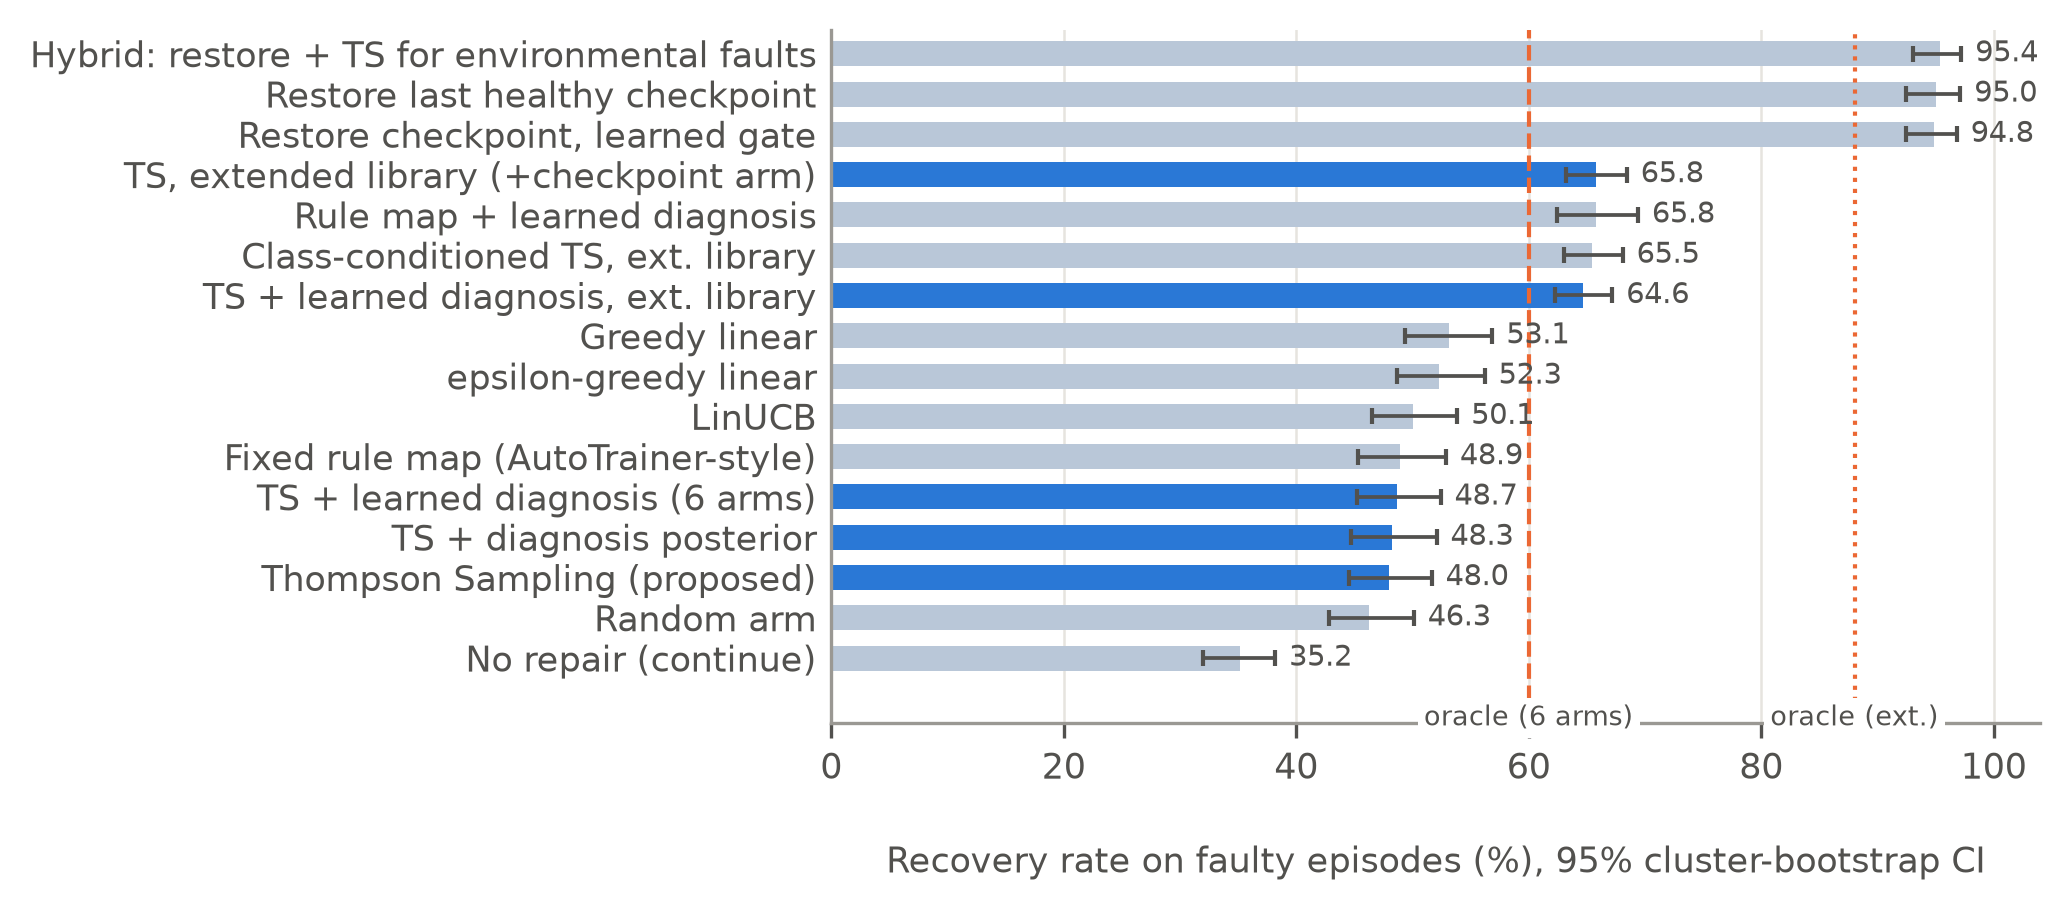 Hybrid: restore + TS for environmental faults 95.4
Restore last healthy checkpoint 95.0
Restore checkpoint, learned gate 94.8
TS, extended library (+checkpoint arm) 65.8
Rule map + learned diagnosis 65.8
Class-conditioned TS, ext. library 65.5
TS + learned diagnosis, ext. library 64.6
Greedy linear 53.1
epsilon-greedy linear 52.3
LinUCB 50.1
Fixed rule map (AutoTrainer-style) 48.9
TS + learned diagnosis (6 arms) 48.7
TS + diagnosis posterior 48.3
Thompson Sampling (proposed) 48.0
Random arm 46.3
No repair (continue) 35.2
oracle (6 arms) oracle (ext.)
0 20 40 60 80 100
Recovery rate on faulty episodes (%), 95% cluster-bootstrap CI